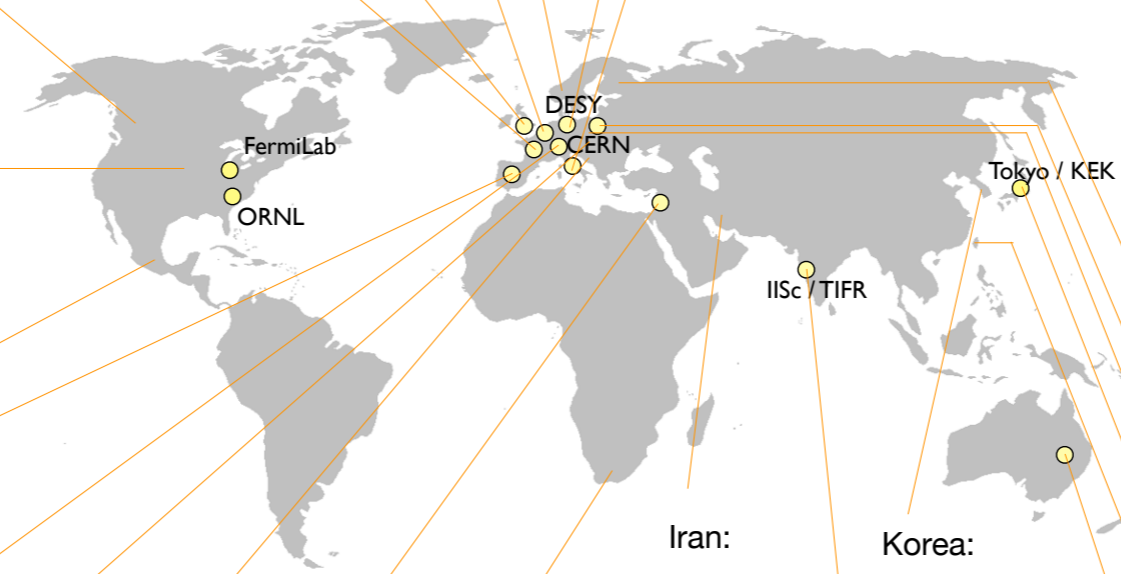 DESY
FermiLab
CERN
Tokyo / KEK
ORNL
IISc / TIFR
Iran:
Korea: